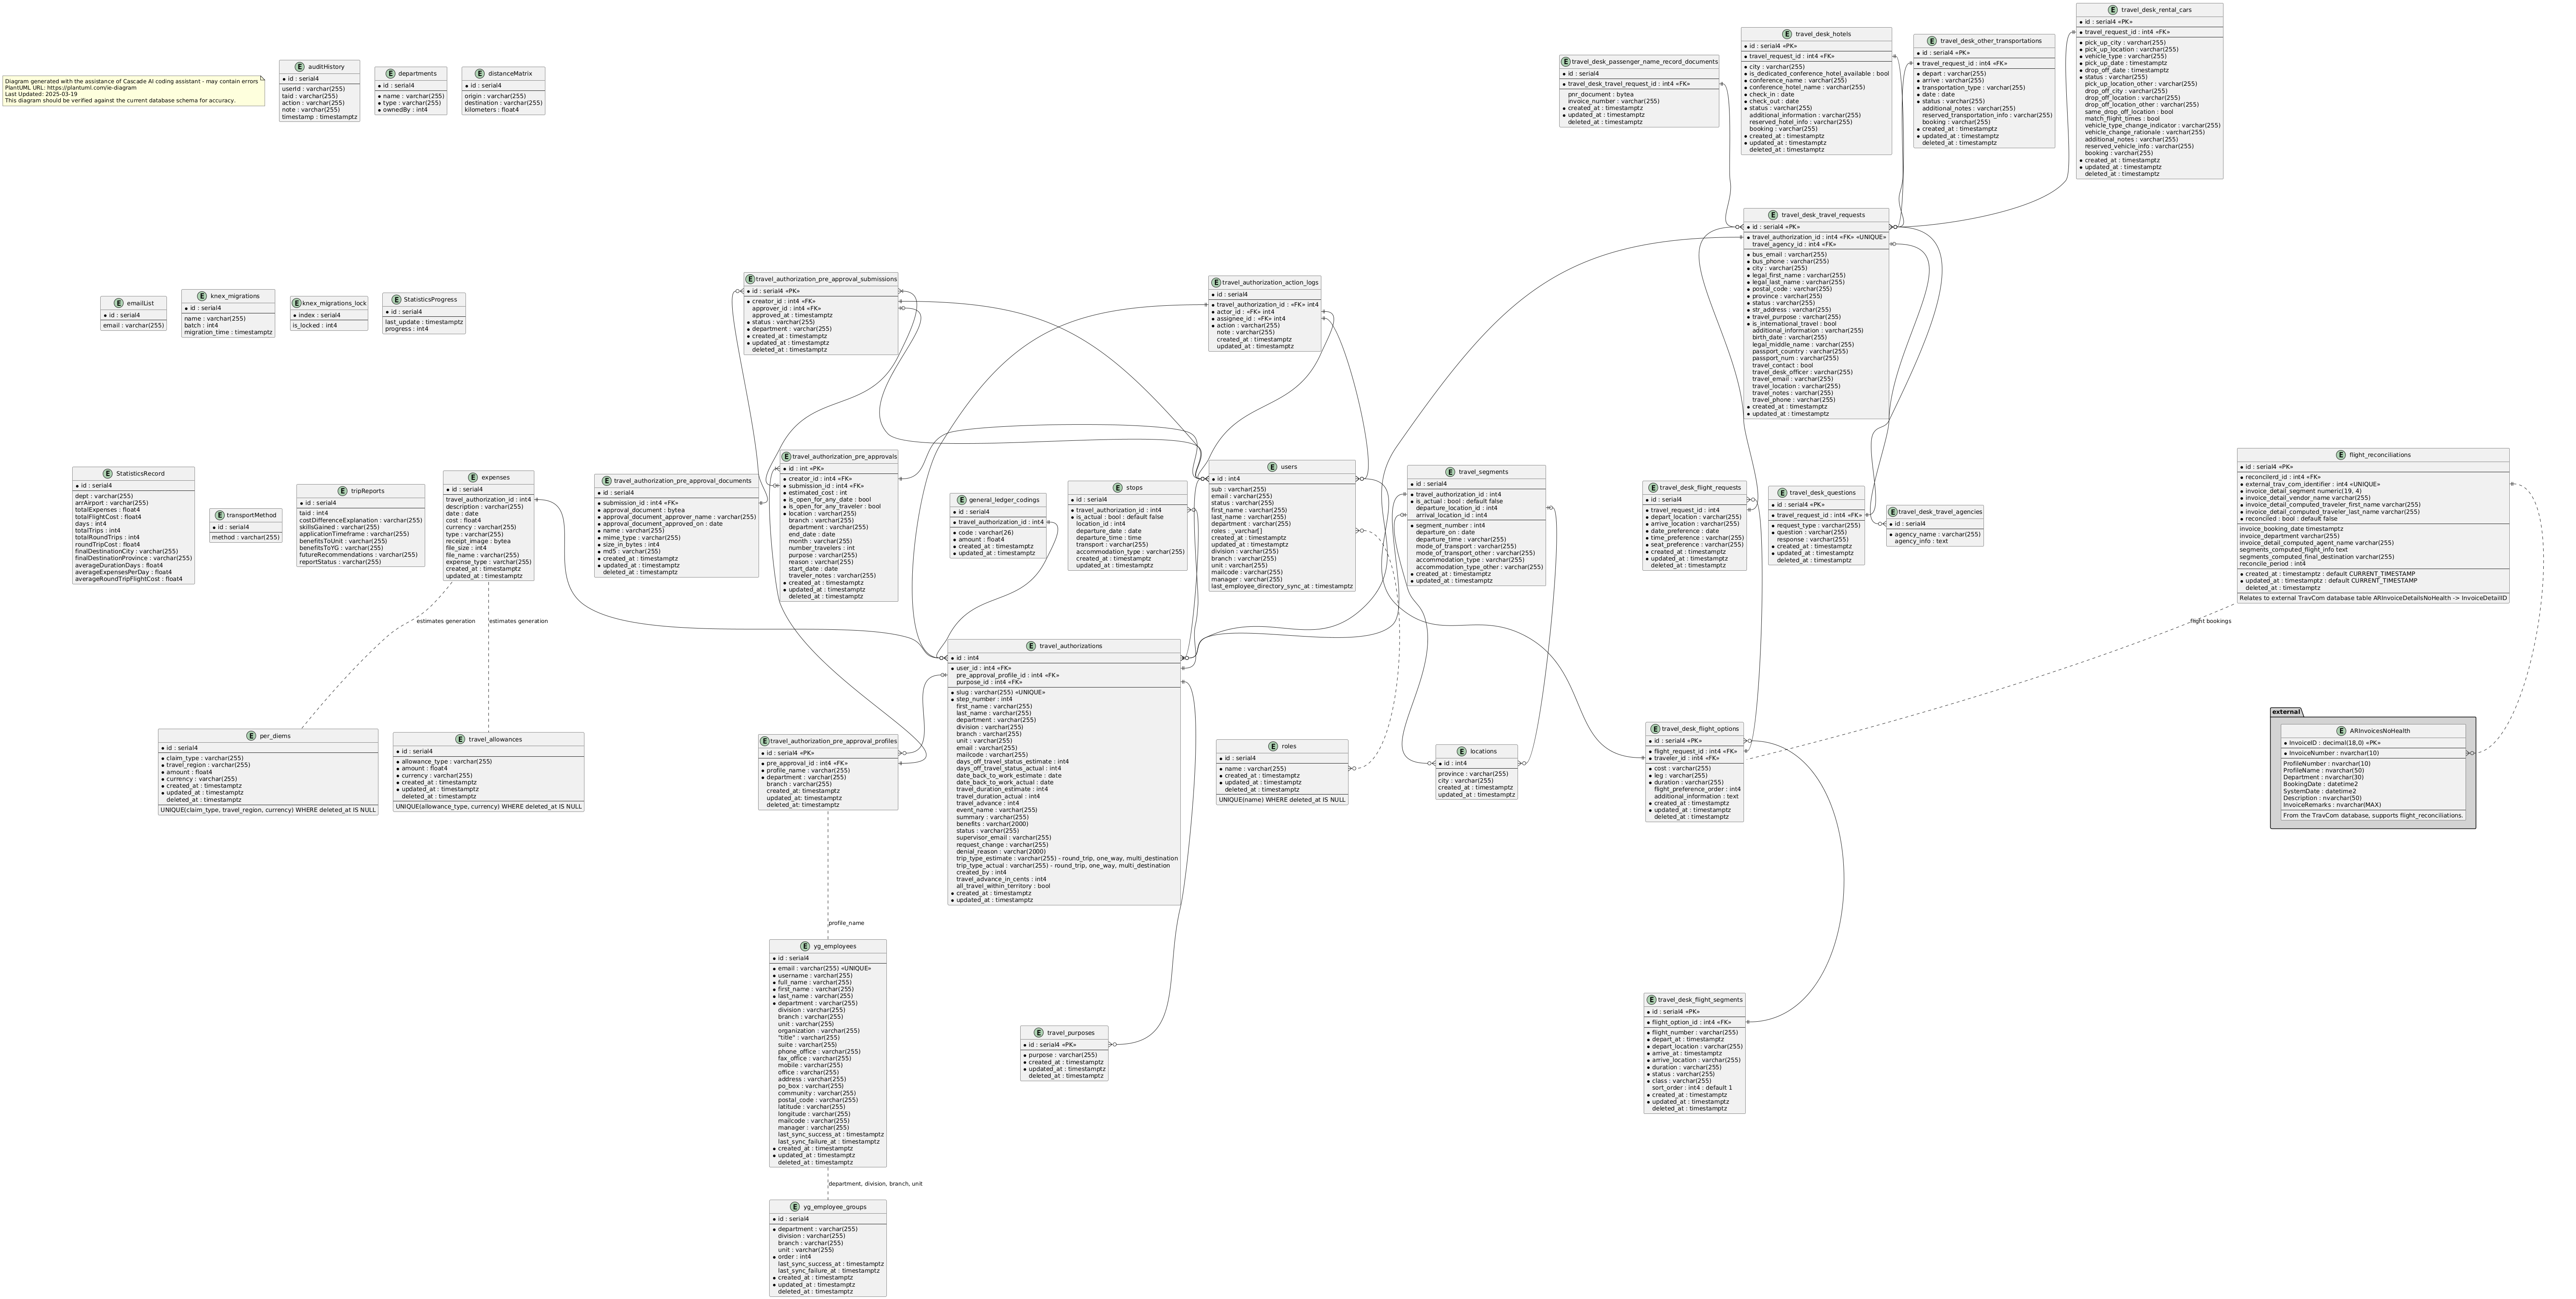 Diagram generated with the assistance of Cascade AI coding assistant - may contain errors
PlantUML URL: https://plantuml.com/ie-diagram
Last Updated: 2025-03-19
This diagram should be verified against the current database schema for accuracy.
E auditHistory
id : serial4
userId : varchar(255)
taid : varchar(255)
action : varchar(255)
note : varchar(255)
timestamp : timestamptz
E departments
id : serial4
name : varchar(255)
type : varchar(255)
ownedBy : int4
E distanceMatrix
id : serial4
origin : varchar(255)
destination : varchar(255)
kilometers : float4
E travel_desk_passenger_name_record_documents
id : serial4
travel_desk_travel_request_id : int4 «FK»
pnr_document : bytea
invoice_number : varchar(255)
created_at : timestamptz
updated_at : timestamptz
deleted_at : timestamptz
E travel_desk_hotels
id : serial4 «PK»
travel_request_id : int4 «FK»
city : varchar(255)
is_dedicated_conference_hotel_available : bool
conference_name : varchar(255)
conference_hotel_name : varchar(255)
check_in : date
check_out : date
status : varchar(255)
additional_information : varchar(255)
reserved_hotel_info : varchar(255)
booking : varchar(255)
created_at : timestamptz
updated_at : timestamptz
deleted_at : timestamptz
E travel_desk_other_transportations
id : serial4 «PK»
travel_request_id : int4 «FK»
depart : varchar(255)
arrive : varchar(255)
transportation_type : varchar(255)
date : date
status : varchar(255)
additional_notes : varchar(255)
reserved_transportation_info : varchar(255)
booking : varchar(255)
created_at : timestamptz
updated_at : timestamptz
deleted_at : timestamptz
E travel_desk_rental_cars
id : serial4 «PK»
travel_request_id : int4 «FK»
pick_up_city : varchar(255)
pick_up_location : varchar(255)
vehicle_type : varchar(255)
pick_up_date : timestamptz
drop_off_date : timestamptz
status : varchar(255)
pick_up_location_other : varchar(255)
drop_off_city : varchar(255)
drop_off_location : varchar(255)
drop_off_location_other : varchar(255)
same_drop_off_location : bool
match_flight_times : bool
vehicle_type_change_indicator : varchar(255)
vehicle_change_rationale : varchar(255)
additional_notes : varchar(255)
reserved_vehicle_info : varchar(255)
booking : varchar(255)
created_at : timestamptz
updated_at : timestamptz
deleted_at : timestamptz
E emailList
id : serial4
email : varchar(255)
E knex_migrations
id : serial4
name : varchar(255)
batch : int4
migration_time : timestamptz
E knex_migrations_lock
index : serial4
is_locked : int4
E StatisticsProgress
id : serial4
last_update : timestamptz
progress : int4
E travel_authorization_pre_approval_submissions
id : serial4 «PK»
creator_id : int4 «FK»
approver_id : int4 «FK»
approved_at : timestamptz
status : varchar(255)
department : varchar(255)
created_at : timestamptz
updated_at : timestamptz
deleted_at : timestamptz
E travel_authorization_action_logs
id : serial4
travel_authorization_id : «FK» int4
actor_id : «FK» int4
assignee_id : «FK» int4
action : varchar(255)
note : varchar(255)
created_at : timestamptz
updated_at : timestamptz
E travel_desk_travel_requests
id : serial4 «PK»
travel_authorization_id : int4 «FK» «UNIQUE»
travel_agency_id : int4 «FK»
bus_email : varchar(255)
bus_phone : varchar(255)
city : varchar(255)
legal_first_name : varchar(255)
legal_last_name : varchar(255)
postal_code : varchar(255)
province : varchar(255)
status : varchar(255)
str_address : varchar(255)
travel_purpose : varchar(255)
is_international_travel : bool
additional_information : varchar(255)
birth_date : varchar(255)
legal_middle_name : varchar(255)
passport_country : varchar(255)
passport_num : varchar(255)
travel_contact : bool
travel_desk_officer : varchar(255)
travel_email : varchar(255)
travel_location : varchar(255)
travel_notes : varchar(255)
travel_phone : varchar(255)
created_at : timestamptz
updated_at : timestamptz
E StatisticsRecord
id : serial4
dept : varchar(255)
arrAirport : varchar(255)
totalExpenses : float4
totalFlightCost : float4
days : int4
totalTrips : int4
totalRoundTrips : int4
roundTripCost : float4
finalDestinationCity : varchar(255)
finalDestinationProvince : varchar(255)
averageDurationDays : float4
averageExpensesPerDay : float4
averageRoundTripFlightCost : float4
E transportMethod
id : serial4
method : varchar(255)
E tripReports
id : serial4
taid : int4
costDifferenceExplanation : varchar(255)
skillsGained : varchar(255)
applicationTimeframe : varchar(255)
benefitsToUnit : varchar(255)
benefitsToYG : varchar(255)
futureRecommendations : varchar(255)
reportStatus : varchar(255)
E expenses
id : serial4
travel_authorization_id : int4
description : varchar(255)
date : date
cost : float4
currency : varchar(255)
type : varchar(255)
receipt_image : bytea
file_size : int4
file_name : varchar(255)
expense_type : varchar(255)
created_at : timestamptz
updated_at : timestamptz
E travel_authorization_pre_approval_documents
id : serial4
submission_id : int4 «FK»
approval_document : bytea
approval_document_approver_name : varchar(255)
approval_document_approved_on : date
name : varchar(255)
mime_type : varchar(255)
size_in_bytes : int4
md5 : varchar(255)
created_at : timestamptz
updated_at : timestamptz
deleted_at : timestamptz
E travel_authorization_pre_approvals
id : int «PK»
creator_id : int4 «FK»
submission_id : int4 «FK»
estimated_cost : int
is_open_for_any_date : bool
is_open_for_any_traveler : bool
location : varchar(255)
branch : varchar(255)
department : varchar(255)
end_date : date
month : varchar(255)
number_travelers : int
purpose : varchar(255)
reason : varchar(255)
start_date : date
traveler_notes : varchar(255)
created_at : timestamptz
updated_at : timestamptz
deleted_at : timestamptz
E general_ledger_codings
id : serial4
travel_authorization_id : int4
code : varchar(26)
amount : float4
created_at : timestamptz
updated_at : timestamptz
E stops
id : serial4
travel_authorization_id : int4
is_actual : bool : default false
location_id : int4
departure_date : date
departure_time : time
transport : varchar(255)
accommodation_type : varchar(255)
created_at : timestamptz
updated_at : timestamptz
E users
id : int4
sub : varchar(255)
email : varchar(255)
status : varchar(255)
first_name : varchar(255)
last_name : varchar(255)
department : varchar(255)
roles : _varchar[]
created_at : timestamptz
updated_at : timestamptz
division : varchar(255)
branch : varchar(255)
unit : varchar(255)
mailcode : varchar(255)
manager : varchar(255)
last_employee_directory_sync_at : timestamptz
E travel_segments
id : serial4
travel_authorization_id : int4
is_actual : bool : default false
departure_location_id : int4
arrival_location_id : int4
segment_number : int4
departure_on : date
departure_time : varchar(255)
mode_of_transport : varchar(255)
mode_of_transport_other : varchar(255)
accommodation_type : varchar(255)
accommodation_type_other : varchar(255)
created_at : timestamptz
updated_at : timestamptz
E travel_desk_flight_requests
id : serial4
travel_request_id : int4
depart_location : varchar(255)
arrive_location : varchar(255)
date_preference : date
time_preference : varchar(255)
seat_preference : varchar(255)
created_at : timestamptz
updated_at : timestamptz
deleted_at : timestamptz
E travel_desk_questions
id : serial4 «PK»
travel_request_id : int4 «FK»
request_type : varchar(255)
question : varchar(255)
response : varchar(255)
created_at : timestamptz
updated_at : timestamptz
deleted_at : timestamptz
E travel_desk_travel_agencies
id : serial4
agency_name : varchar(255)
agency_info : text
E flight_reconciliations
id : serial4 «PK»
reconcilerd_id : int4 «FK»
external_trav_com_identifier : int4 «UNIQUE»
invoice_detail_segment numeric(19, 4)
invoice_detail_vendor_name varchar(255)
invoice_detail_computed_traveler_first_name varchar(255)
invoice_detail_computed_traveler_last_name varchar(255)
reconciled : bool : default false
invoice_booking_date timestamptz
invoice_department varchar(255)
invoice_detail_computed_agent_name varchar(255)
segments_computed_flight_info text
segments_computed_final_destination varchar(255)
reconcile_period : int4
created_at : timestamptz : default CURRENT_TIMESTAMP
updated_at : timestamptz : default CURRENT_TIMESTAMP
deleted_at : timestamptz
Relates to external TravCom database table ARInvoiceDetailsNoHealth -> InvoiceDetailID
estimates generation
estimates generation
flight bookings
E per_diems
id : serial4
claim_type : varchar(255)
travel_region : varchar(255)
amount : float4
currency : varchar(255)
created_at : timestamptz
updated_at : timestamptz
deleted_at : timestamptz
UNIQUE(claim_type, travel_region, currency) WHERE deleted_at IS NULL
E travel_allowances
id : serial4
allowance_type : varchar(255)
amount : float4
currency : varchar(255)
created_at : timestamptz
updated_at : timestamptz
deleted_at : timestamptz
UNIQUE(allowance_type, currency) WHERE deleted_at IS NULL
E travel_authorization_pre_approval_profiles
id : serial4 «PK»
pre_approval_id : int4 «FK»
profile_name : varchar(255)
department : varchar(255)
branch : varchar(255)
created_at: timestamptz
updated_at: timestamptz
deleted_at: timestamptz
E travel_authorizations
id : int4
user_id : int4 «FK»
pre_approval_profile_id : int4 «FK»
purpose_id : int4 «FK»
slug : varchar(255) «UNIQUE»
step_number : int4
first_name : varchar(255)
last_name : varchar(255)
department : varchar(255)
division : varchar(255)
branch : varchar(255)
unit : varchar(255)
email : varchar(255)
mailcode : varchar(255)
days_off_travel_status_estimate : int4
days_off_travel_status_actual : int4
date_back_to_work_estimate : date
date_back_to_work_actual : date
travel_duration_estimate : int4
travel_duration_actual : int4
travel_advance : int4
event_name : varchar(255)
summary : varchar(255)
benefits : varchar(2000)
status : varchar(255)
supervisor_email : varchar(255)
request_change : varchar(255)
denial_reason : varchar(2000)
trip_type_estimate : varchar(255) - round_trip, one_way, multi_destination
trip_type_actual : varchar(255) - round_trip, one_way, multi_destination
created_by : int4
travel_advance_in_cents : int4
all_travel_within_territory : bool
created_at : timestamptz
updated_at : timestamptz
E roles
id : serial4
name : varchar(255)
created_at : timestamptz
updated_at : timestamptz
deleted_at : timestamptz
UNIQUE(name) WHERE deleted_at IS NULL
E locations
id : int4
province : varchar(255)
city : varchar(255)
created_at : timestamptz
updated_at : timestamptz
E travel_desk_flight_options
id : serial4 «PK»
flight_request_id : int4 «FK»
traveler_id : int4 «FK»
cost : varchar(255)
leg : varchar(255)
duration : varchar(255)
flight_preference_order : int4
additional_information : text
created_at : timestamptz
updated_at : timestamptz
deleted_at : timestamptz
external
E ARInvoicesNoHealth
InvoiceID : decimal(18,0) «PK»
InvoiceNumber : nvarchar(10)
ProfileNumber : nvarchar(10)
ProfileName : nvarchar(50)
Department : nvarchar(30)
BookingDate : datetime2
SystemDate : datetime2
Description : nvarchar(50)
InvoiceRemarks : nvarchar(MAX)
From the TravCom database, supports flight_reconciliations.
profile_name
E yg_employees
id : serial4
email : varchar(255) «UNIQUE»
username : varchar(255)
full_name : varchar(255)
first_name : varchar(255)
last_name : varchar(255)
department : varchar(255)
division : varchar(255)
branch : varchar(255)
unit : varchar(255)
organization : varchar(255)
"title" : varchar(255)
suite : varchar(255)
phone_office : varchar(255)
fax_office : varchar(255)
mobile : varchar(255)
office : varchar(255)
address : varchar(255)
po_box : varchar(255)
community : varchar(255)
postal_code : varchar(255)
latitude : varchar(255)
longitude : varchar(255)
mailcode : varchar(255)
manager : varchar(255)
last_sync_success_at : timestamptz
last_sync_failure_at : timestamptz
created_at : timestamptz
updated_at : timestamptz
deleted_at : timestamptz
E travel_purposes
id : serial4 «PK»
purpose : varchar(255)
created_at : timestamptz
updated_at : timestamptz
deleted_at : timestamptz
E travel_desk_flight_segments
id : serial4 «PK»
flight_option_id : int4 «FK»
flight_number : varchar(255)
depart_at : timestamptz
depart_location : varchar(255)
arrive_at : timestamptz
arrive_location : varchar(255)
duration : varchar(255)
status : varchar(255)
class : varchar(255)
sort_order : int4 : default 1
created_at : timestamptz
updated_at : timestamptz
deleted_at : timestamptz
department, division, branch, unit
E yg_employee_groups
id : serial4
department : varchar(255)
division : varchar(255)
branch : varchar(255)
unit : varchar(255)
order : int4
last_sync_success_at : timestamptz
last_sync_failure_at : timestamptz
created_at : timestamptz
updated_at : timestamptz
deleted_at : timestamptz